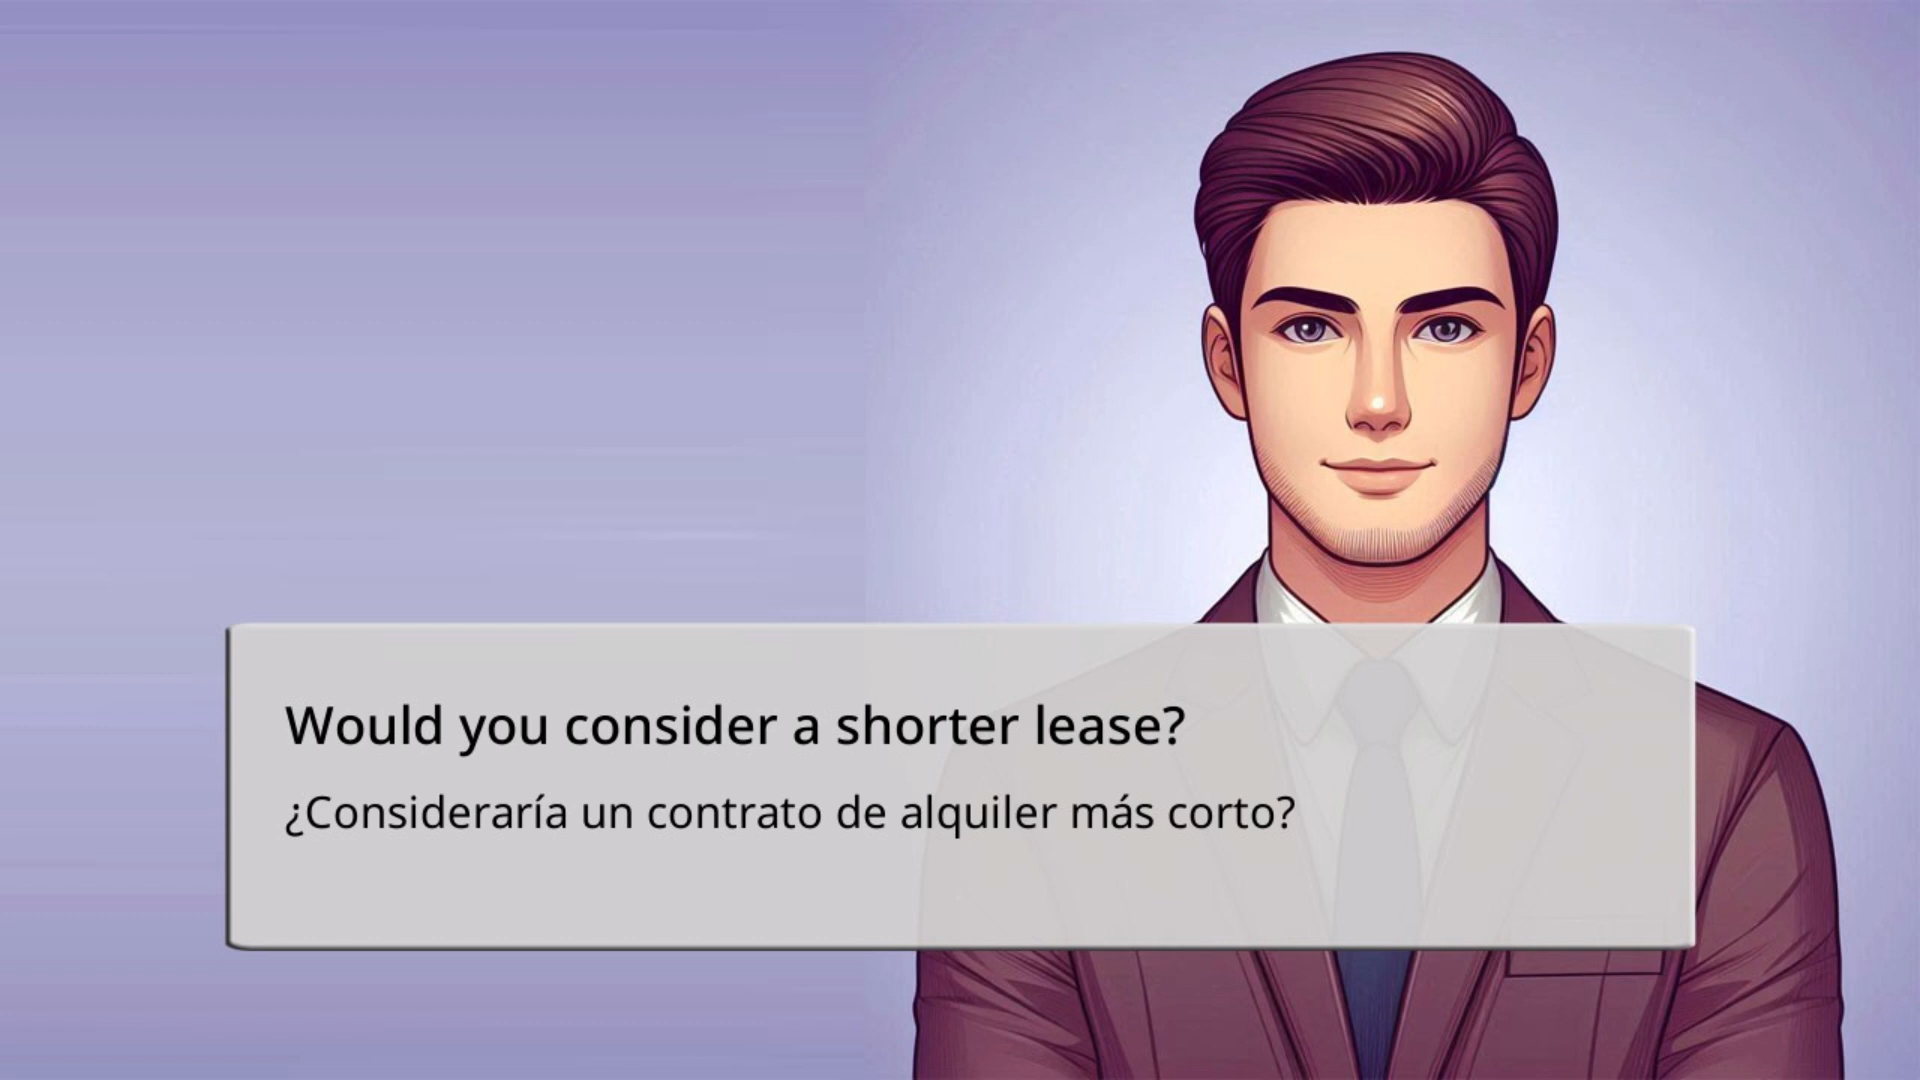 Would you consider a shorter lease?
¿Consideraría un contrato de alquiler más corto?